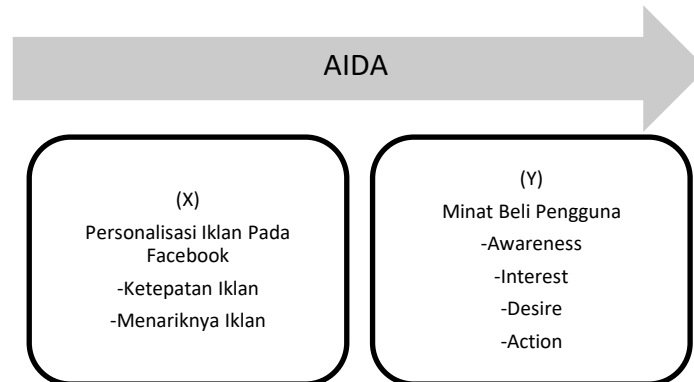 AIDA
(X)
Personalisasi Iklan Pada
Facebook
-Ketepatan Iklan
-Menariknya Iklan
(Y)
Minat Beli Pengguna
-Awareness
-Interest
-Desire
-Action